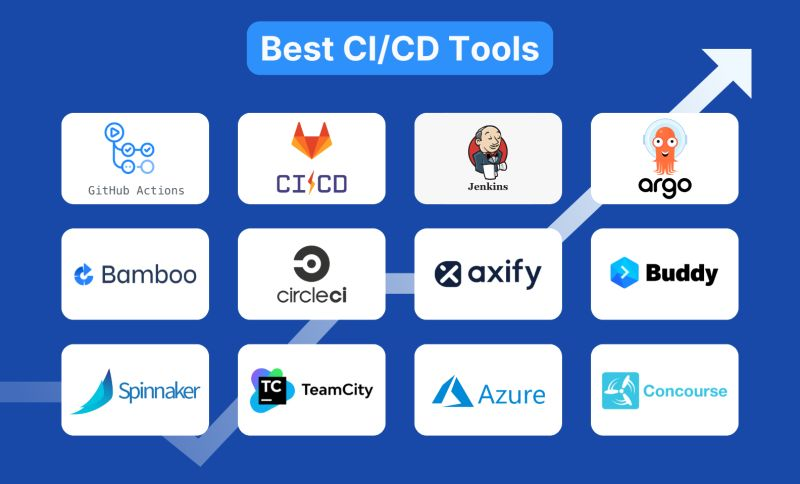 Best CI/CD Tools
GitHub Actions
CI CD
Jenkins
argo
Bamboo
circleci
axify
Buddy
Spinnaker
TC
TeamCity
Azure
Concourse